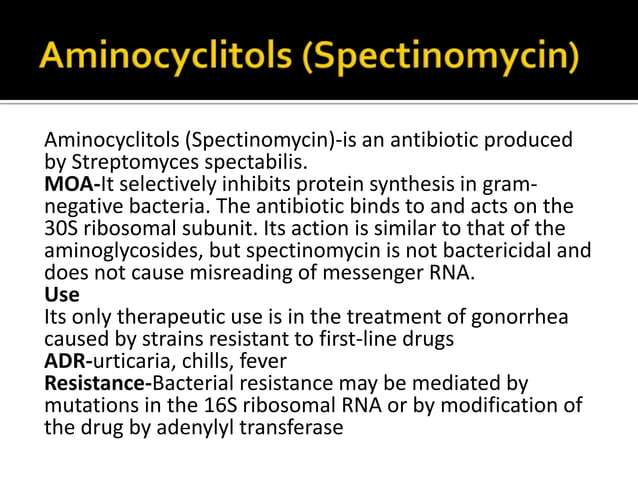 Aminocyclitols (Spectinomycin)
Aminocyclitols (Spectinomycin)-is an antibiotic produced
by Streptomyces spectabilis.
MOA-It selectively inhibits protein synthesis in gram-
negative bacteria. The antibiotic binds to and acts on the
30S ribosomal subunit. Its action is similar to that of the
aminoglycosides, but spectinomycin is not bactericidal and
does not cause misreading of messenger RNA.
Use
Its only therapeutic use is in the treatment of gonorrhea
caused by strains resistant to first-line drugs
ADR-urticaria, chills, fever
Resistance-Bacterial resistance may be mediated by
mutations in the 16S ribosomal RNA or by modification of
the drug by adenylyl transferase